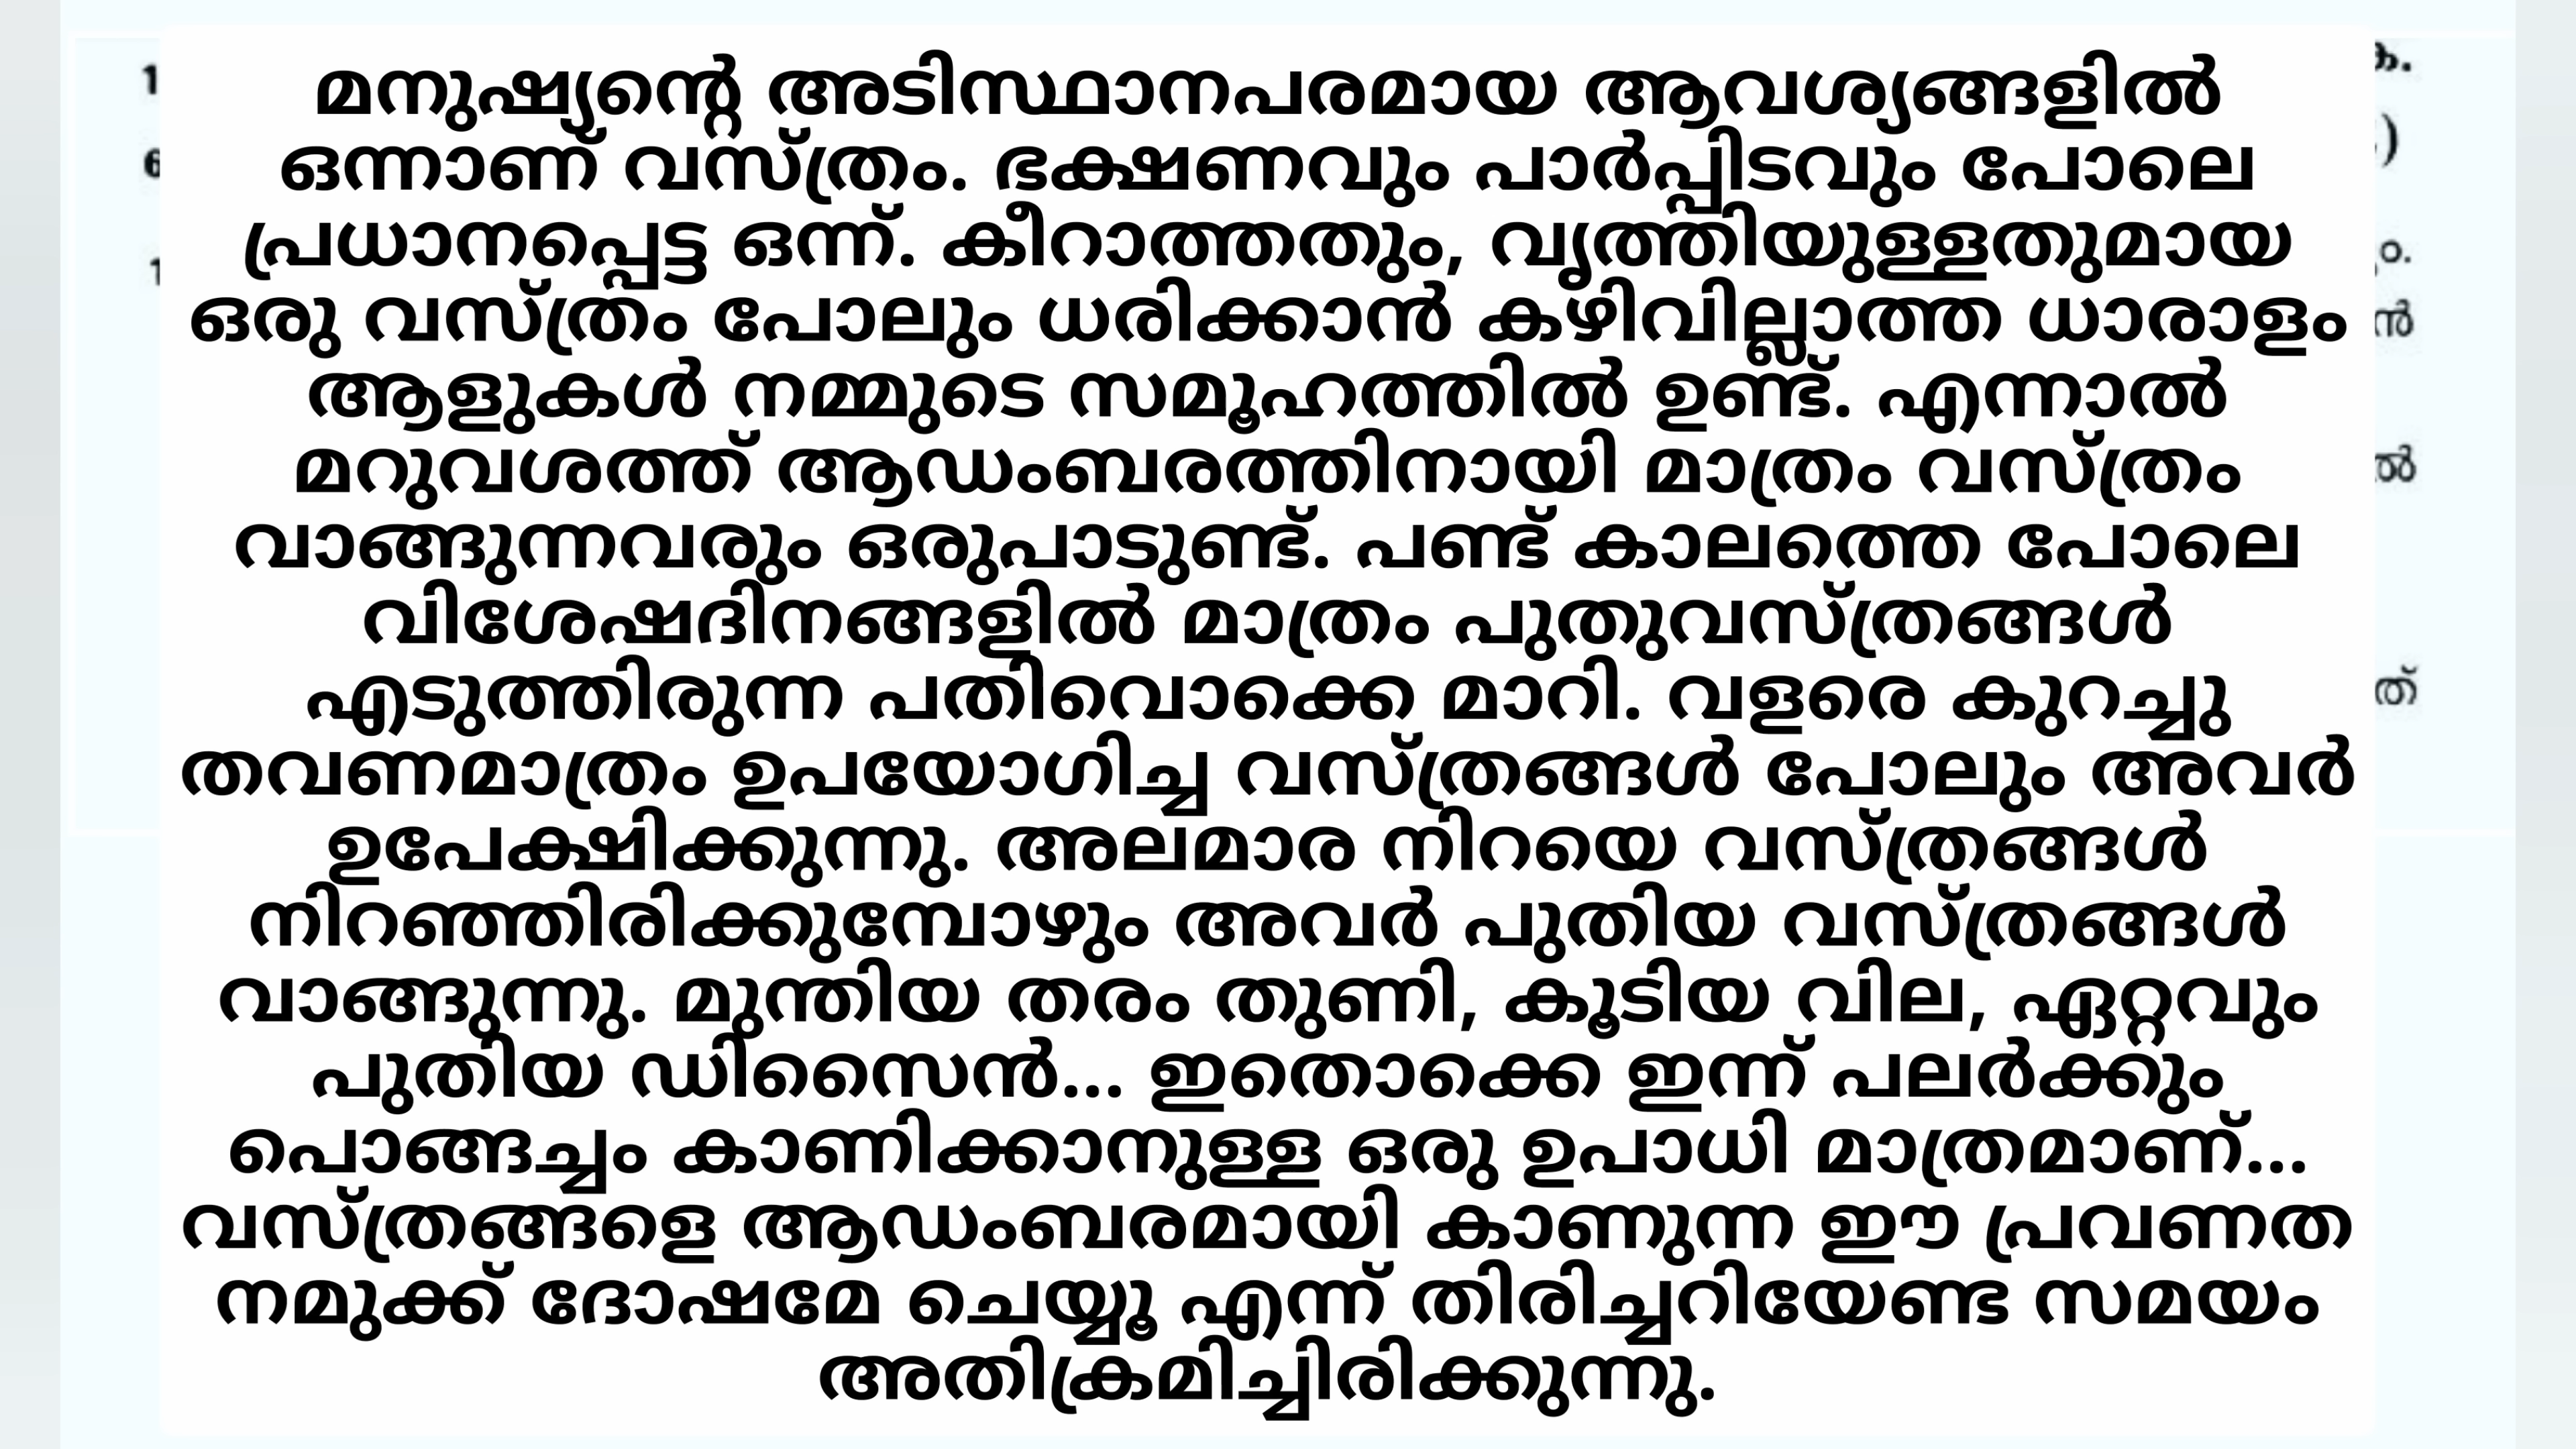 മനുഷ്യന്റെ അടിസ്ഥാനപരമായ ആവശ്യങ്ങളിൽ
ഒന്നാണ് വസ്ത്രം. ഭക്ഷണവും പാർപ്പിടവും പോലെ
പ്രധാനപ്പെട്ട ഒന്ന്. കീറാത്തതും, വൃത്തിയുള്ളതുമായ
ഒരു വസ്ത്രം പോലും ധരിക്കാൻ കഴിവില്ലാത്ത ധാരാളം
ആളുകൾ നമ്മുടെ സമൂഹത്തിൽ ഉണ്ട്. എന്നാൽ
മറുവശത്ത് ആഡംബരത്തിനായി മാത്രം വസ്ത്രം
വാങ്ങുന്നവരും ഒരുപാടുണ്ട്. പണ്ട് കാലത്തെ പോലെ
വിശേഷദിനങ്ങളിൽ മാത്രം പുതുവസ്ത്രങ്ങൾ
എടുത്തിരുന്ന പതിവൊക്കെ മാറി. വളരെ കുറച്ചു
തവണമാത്രം ഉപയോഗിച്ച വസ്ത്രങ്ങൾ പോലും അവർ
ഉപേക്ഷിക്കുന്നു. അലമാര നിറയെ വസ്ത്രങ്ങൾ
നിറഞ്ഞിരിക്കുമ്പോഴും അവർ പുതിയ വസ്ത്രങ്ങൾ
വാങ്ങുന്നു. മുന്തിയ തരം തുണി, കൂടിയ വില, ഏറ്റവും
പുതിയ ഡിസൈൻ... ഇതൊക്കെ ഇന്ന് പലർക്കും
പൊങ്ങച്ചം കാണിക്കാനുള്ള ഒരു ഉപാധി മാത്രമാണ്...
വസ്ത്രങ്ങളെ ആഡംബരമായി കാണുന്ന ഈ പ്രവണത
നമുക്ക് ദോഷമേ ചെയ്യൂ എന്ന് തിരിച്ചറിയേണ്ട സമയം
അതിക്രമിച്ചിരിക്കുന്നു.